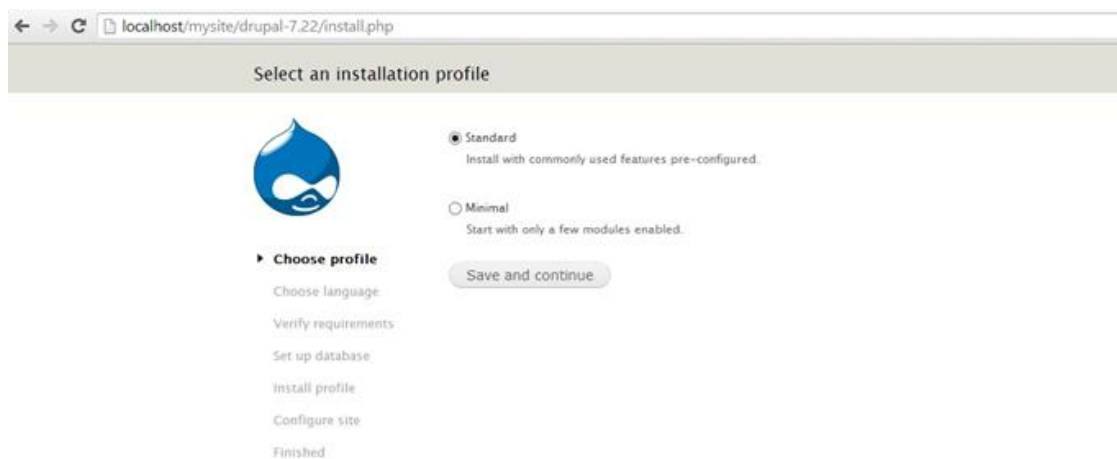 localhost/mysite/drupal-7.22/install.php
Select an installation profile
Standard
Install with commonly used features pre-configured.
Minimal
Start with only a few modules enabled.
Save and continue
Choose profile
Choose language
Verify requirements
Set up database
Install profile
Configure site
Finished